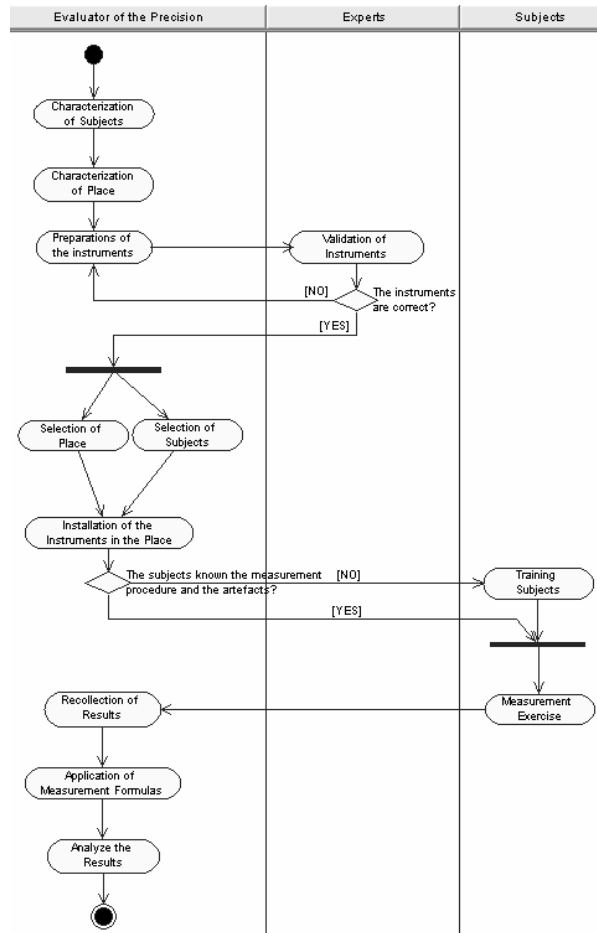 Evaluator of the Precision
Experts
Subjects
Characterization
of Subjects
Characterization
of Place
Preparations of
the instruments
Validation of
Instruments
[NO]
The instruments
are correct?
[YES]
Selection of
Place
Selection of
Subjects
Installation of the
Instruments in the Place
The subjects known the measurement
procedure and the artefacts?
[NO]
Training
Subjects
[YES]
Recollection of
Results
Measurement
Exercise
Application of
Measurement Formulas
Analyze the
Results